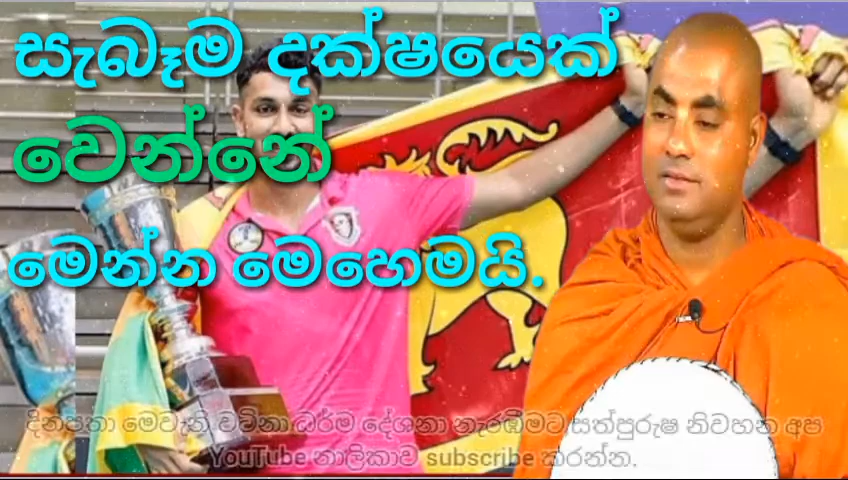 සැබෑම දක්ෂයෙක්
වෙන්නේ
මෙන්න මෙහෙමයි.
දිනපතා මෙවැනි වටිනා ධර්ම දේශනා නැරඹීමට සත්පුරුෂ නිවහන අප
YouTube නාලිකාව subscribe කරන්න.